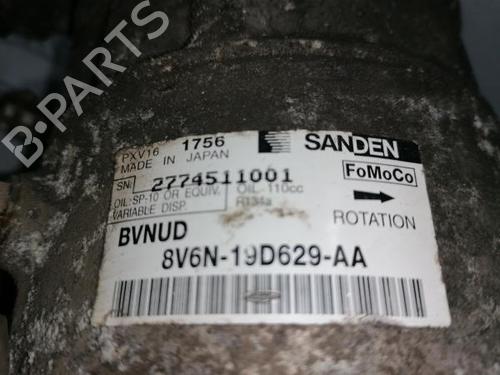 PXV16 1756 SANDEN
MADE IN JAPAN
FoMoCo
SN: 2774511001
OIL: SP-10 OR EQUIV. OIL 110cc
VARIABLE DISP. R134a
ROTATION
BVNUD
8V6N-19D629-AA
B-PARTS